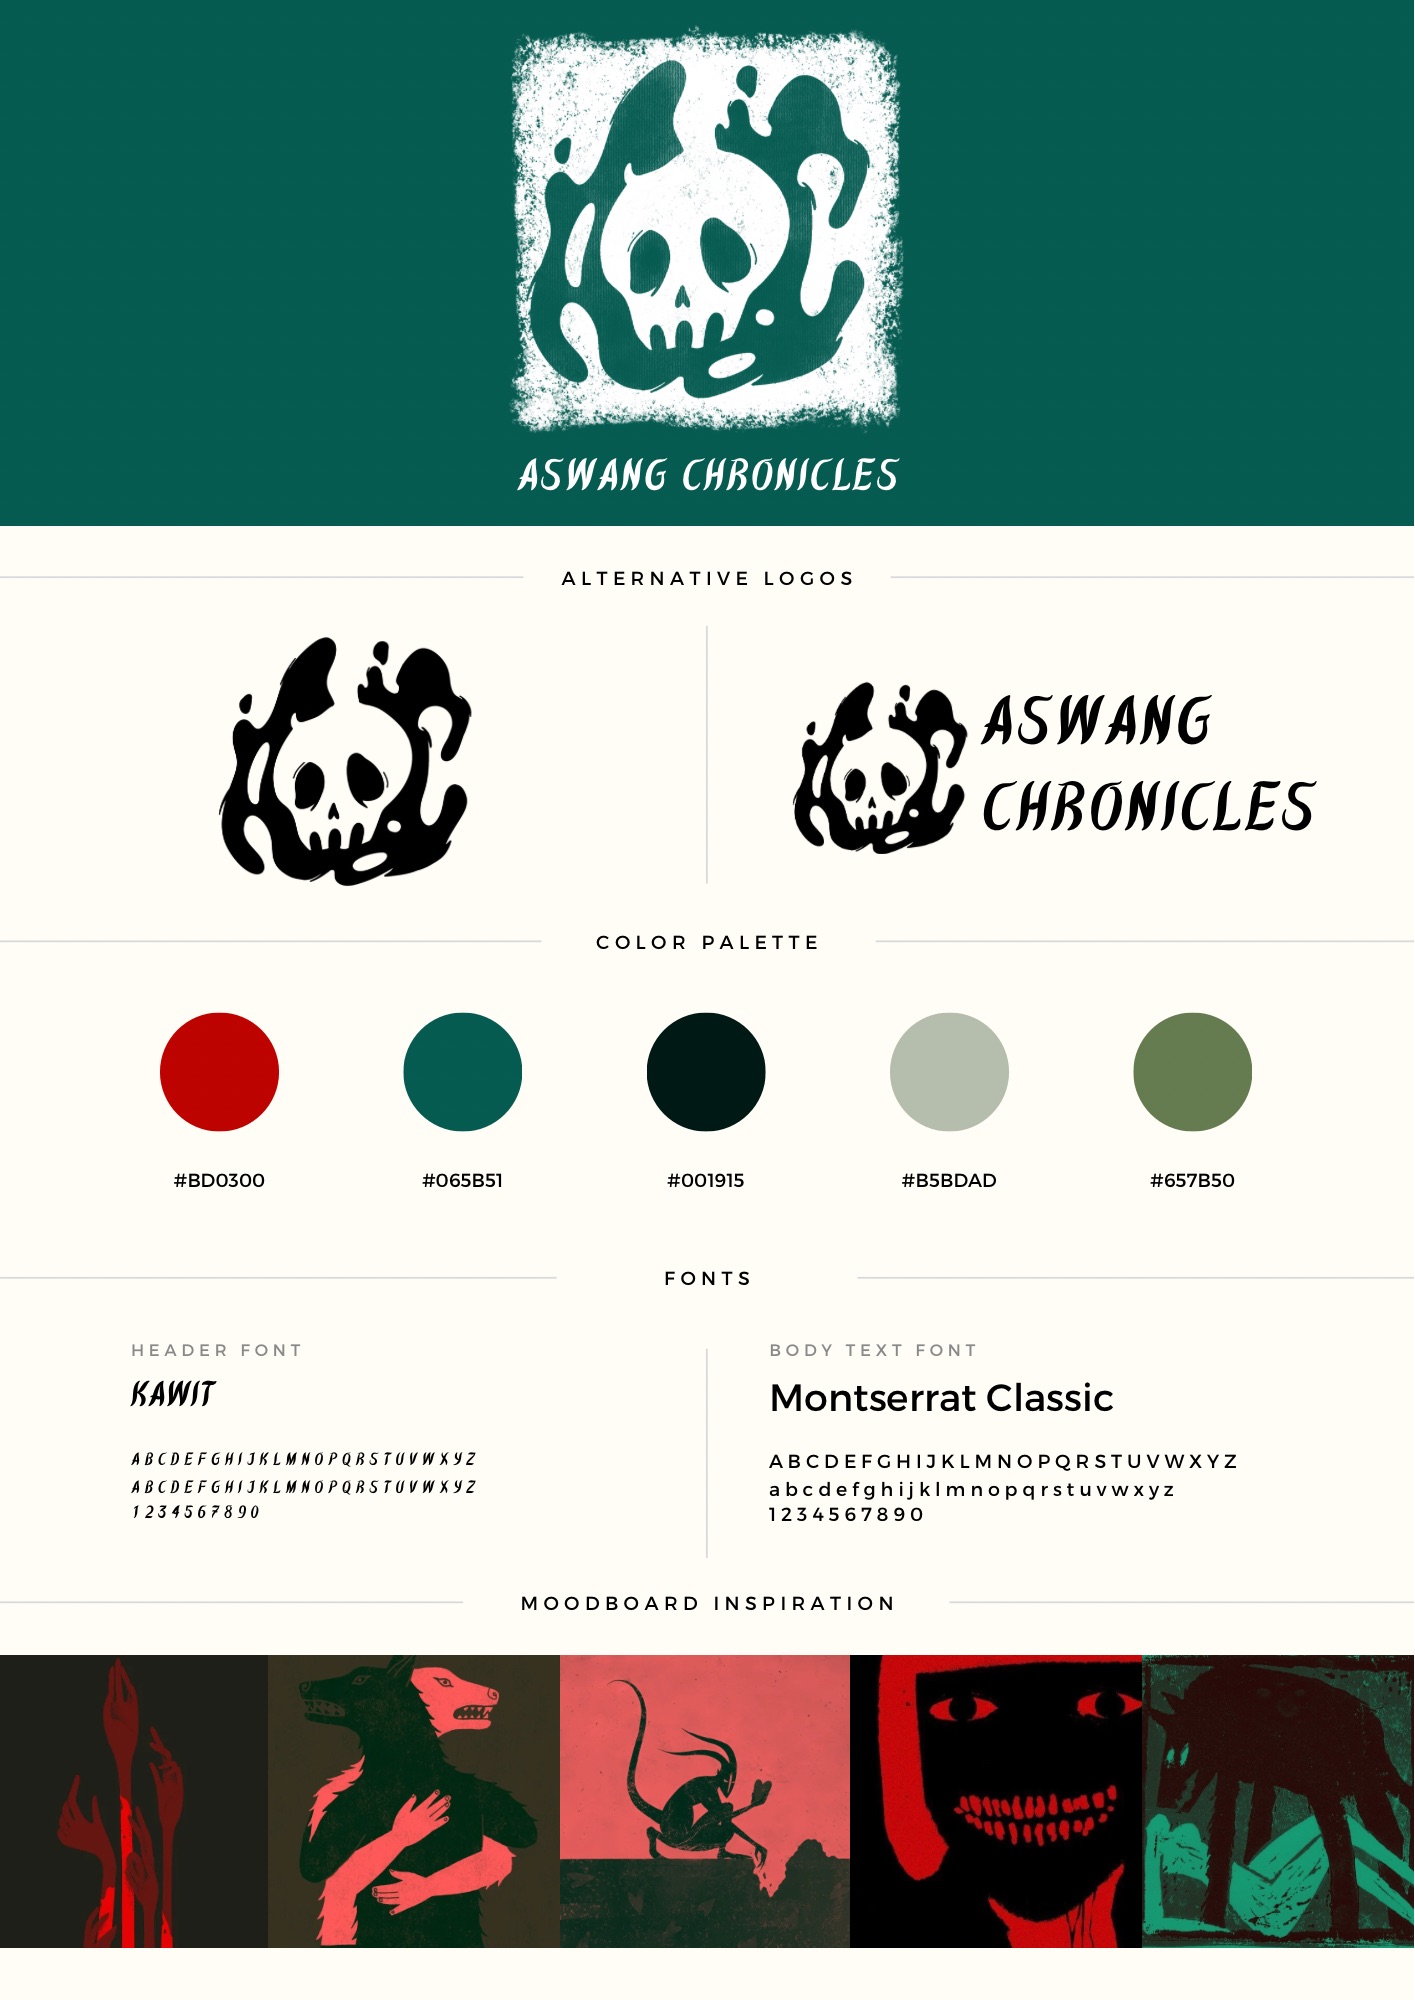 ASWANG CHRONICLES
ALTERNATIVE LOGOS
ASWANG
CHRONICLES
COLOR PALETTE
#BD0300
#065B51
#001915
#B5BDAD
#657B50
FONTS
HEADER FONT
KAWIT
ABCDEFGHIJKLMNOPQRSTUVWXYZ
ABCDEFGHIJKLMNOPQRSTUVWXYZ
1234567890
BODY TEXT FONT
Montserrat Classic
ABCDEFGHIJKLMNOPQRSTUVWXYZ
abcdefghijklmnopqrstuvwxyz
1234567890
MOODBOARD INSPIRATION